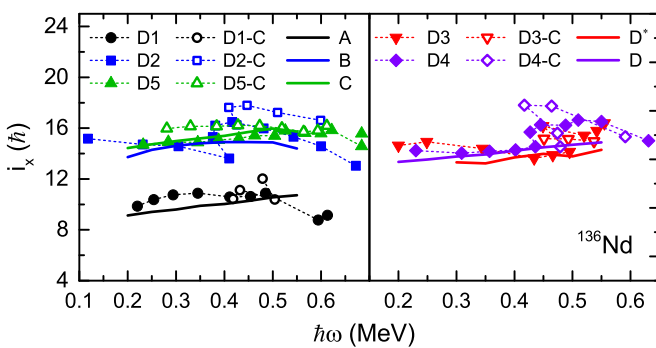 24
20
16
12
8
4
i_x (ħ)
D1 D1-C A
D2 D2-C B
D5 D5-C C
D3 D3-C D*
D4 D4-C D
¹³⁶Nd
0.1 0.2 0.3 0.4 0.5 0.6 0.2 0.3 0.4 0.5 0.6
ħω (MeV)